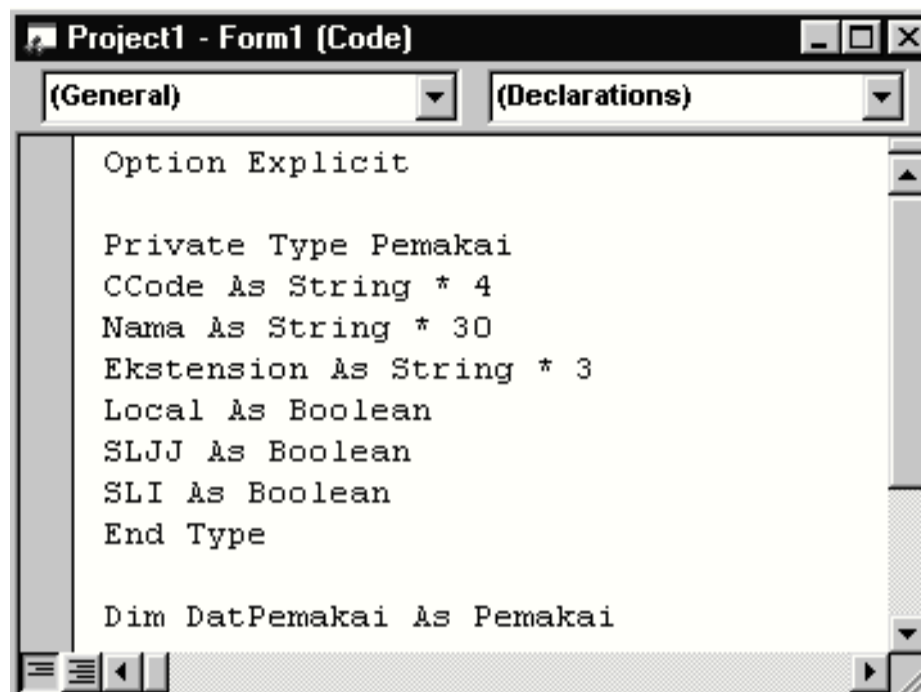 Project1 - Form1 (Code)
(General) (Declarations)
Option Explicit
Private Type Pemakai
CCode As String * 4
Nama As String * 30
Ekstension As String * 3
Local As Boolean
SLJJ As Boolean
SLI As Boolean
End Type
Dim DatPemakai As Pemakai